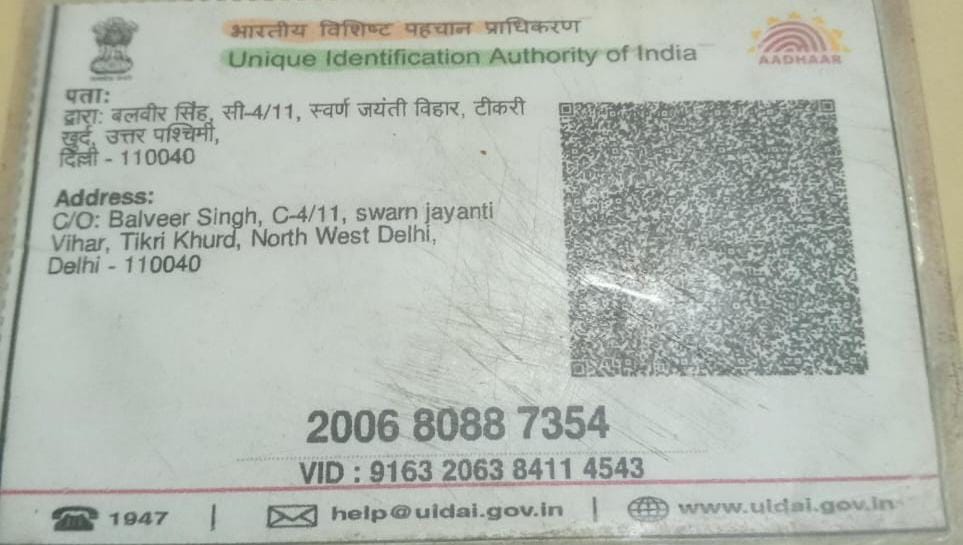 भारतीय विशिष्ट पहचान प्राधिकरण
Unique Identification Authority of India
AADHAAR
पता:
द्वारा: बलवीर सिंह, सी-4/11, स्वर्ण जयंती विहार, टीकरी
खुर्द, उत्तर पश्चिमी,
दिल्ली - 110040
Address:
C/O: Balveer Singh, C-4/11, swarn jayanti
Vihar, Tikri Khurd, North West Delhi,
Delhi - 110040
2006 8088 7354
VID : 9163 2063 8411 4543
1947 | help@uidai.gov.in | www.uidai.gov.in